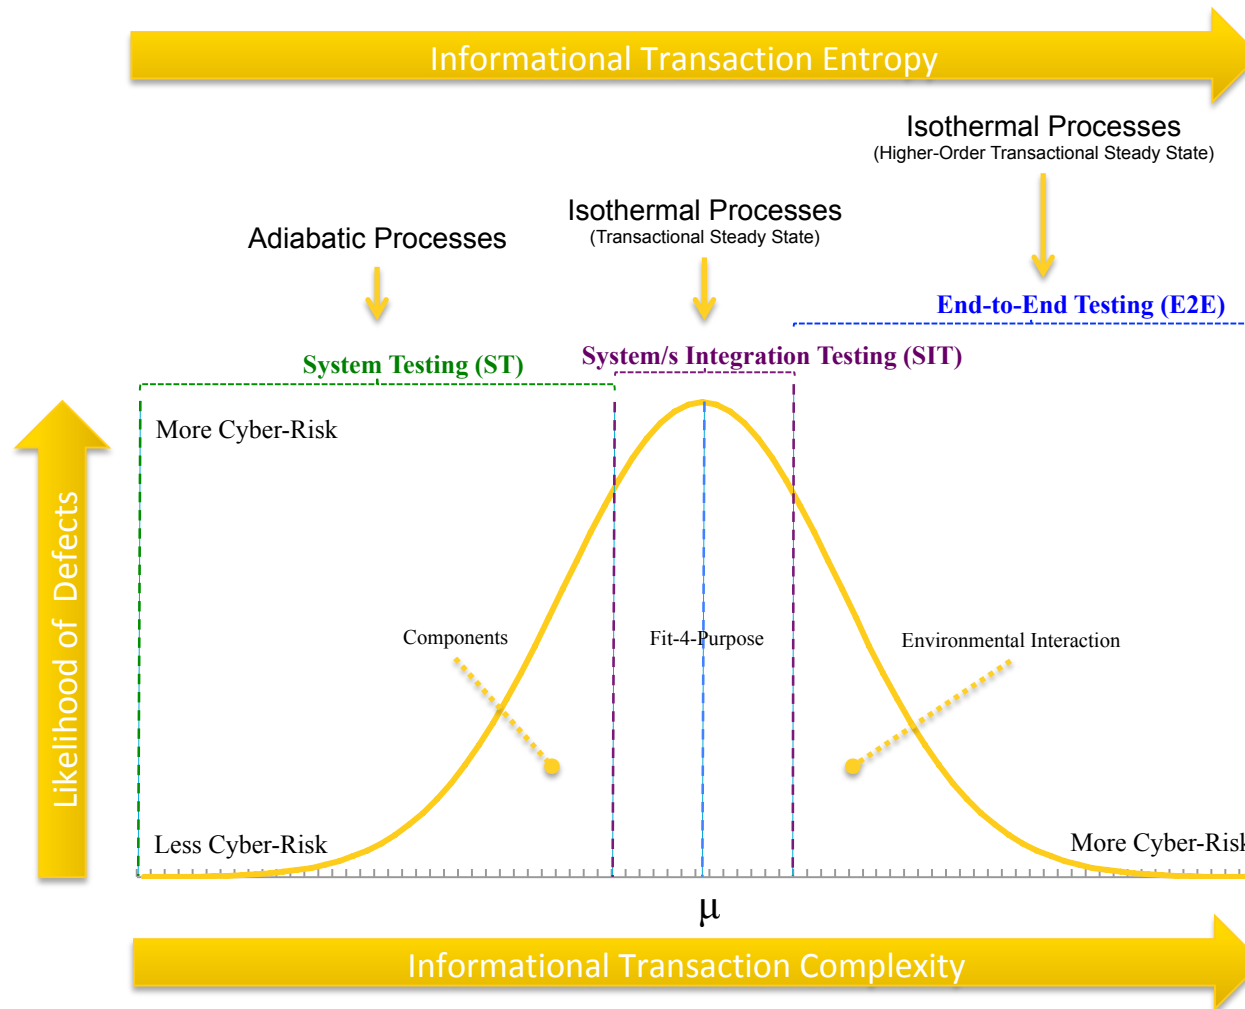 Informational Transaction Entropy
Isothermal Processes
(Higher-Order Transactional Steady State)
Isothermal Processes
(Transactional Steady State)
Adiabatic Processes
End-to-End Testing (E2E)
System/s Integration Testing (SIT)
System Testing (ST)
More Cyber-Risk
Likelihood of Defects
Components
Fit-4-Purpose
Environmental Interaction
Less Cyber-Risk
More Cyber-Risk
μ
Informational Transaction Complexity